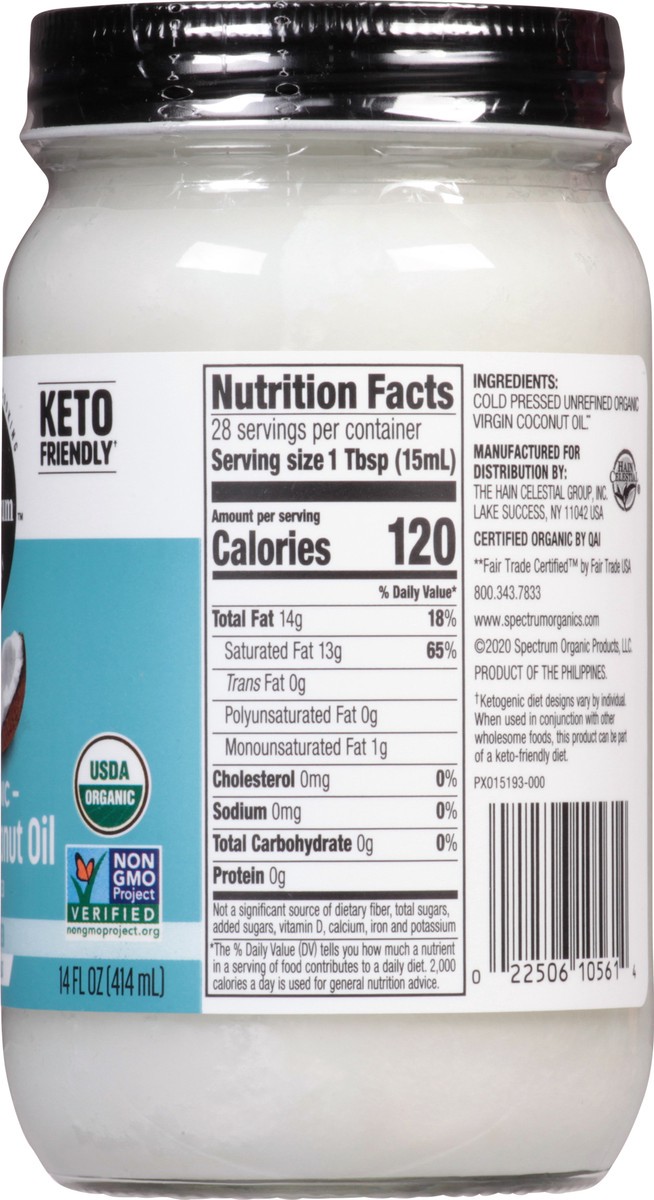 KETO
FRIENDLY†
™
USDA
ORGANIC
nut Oil
NON
GMO
Project
VERIFIED
nongmoproject.org
14 FL OZ (414 mL)
Nutrition Facts
28 servings per container
Serving size 1 Tbsp (15mL)
Amount per serving
Calories 120
% Daily Value*
Total Fat 14g 18%
Saturated Fat 13g 65%
Trans Fat 0g
Polyunsaturated Fat 0g
Monounsaturated Fat 1g
Cholesterol 0mg 0%
Sodium 0mg 0%
Total Carbohydrate 0g 0%
Protein 0g
Not a significant source of dietary fiber, total sugars,
added sugars, vitamin D, calcium, iron and potassium
*The % Daily Value (DV) tells you how much a nutrient
in a serving of food contributes to a daily diet. 2,000
calories a day is used for general nutrition advice.
INGREDIENTS:
COLD PRESSED UNREFINED ORGANIC
VIRGIN COCONUT OIL.**
MANUFACTURED FOR
DISTRIBUTION BY:
THE HAIN CELESTIAL GROUP, INC.
LAKE SUCCESS, NY 11042 USA
HAIN
CELESTIAL
®
CERTIFIED ORGANIC BY QAI
**Fair Trade Certified™ by Fair Trade USA
800.343.7833
www.spectrumorganics.com
©2020 Spectrum Organic Products, LLC.
PRODUCT OF THE PHILIPPINES.
†Ketogenic diet designs vary by individual.
When used in conjunction with other
wholesome foods, this product can be part
of a keto-friendly diet.
PX015193-000
0 22506 10561 4